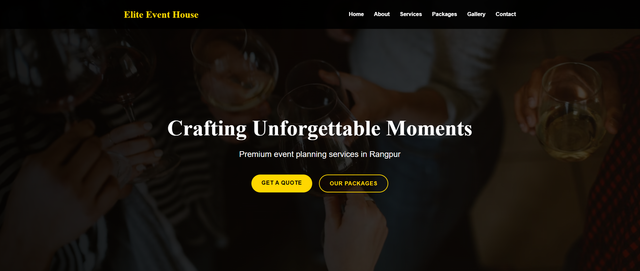 Elite Event House
Home About Services Packages Gallery Contact
Crafting Unforgettable Moments
Premium event planning services in Rangpur
GET A QUOTE OUR PACKAGES